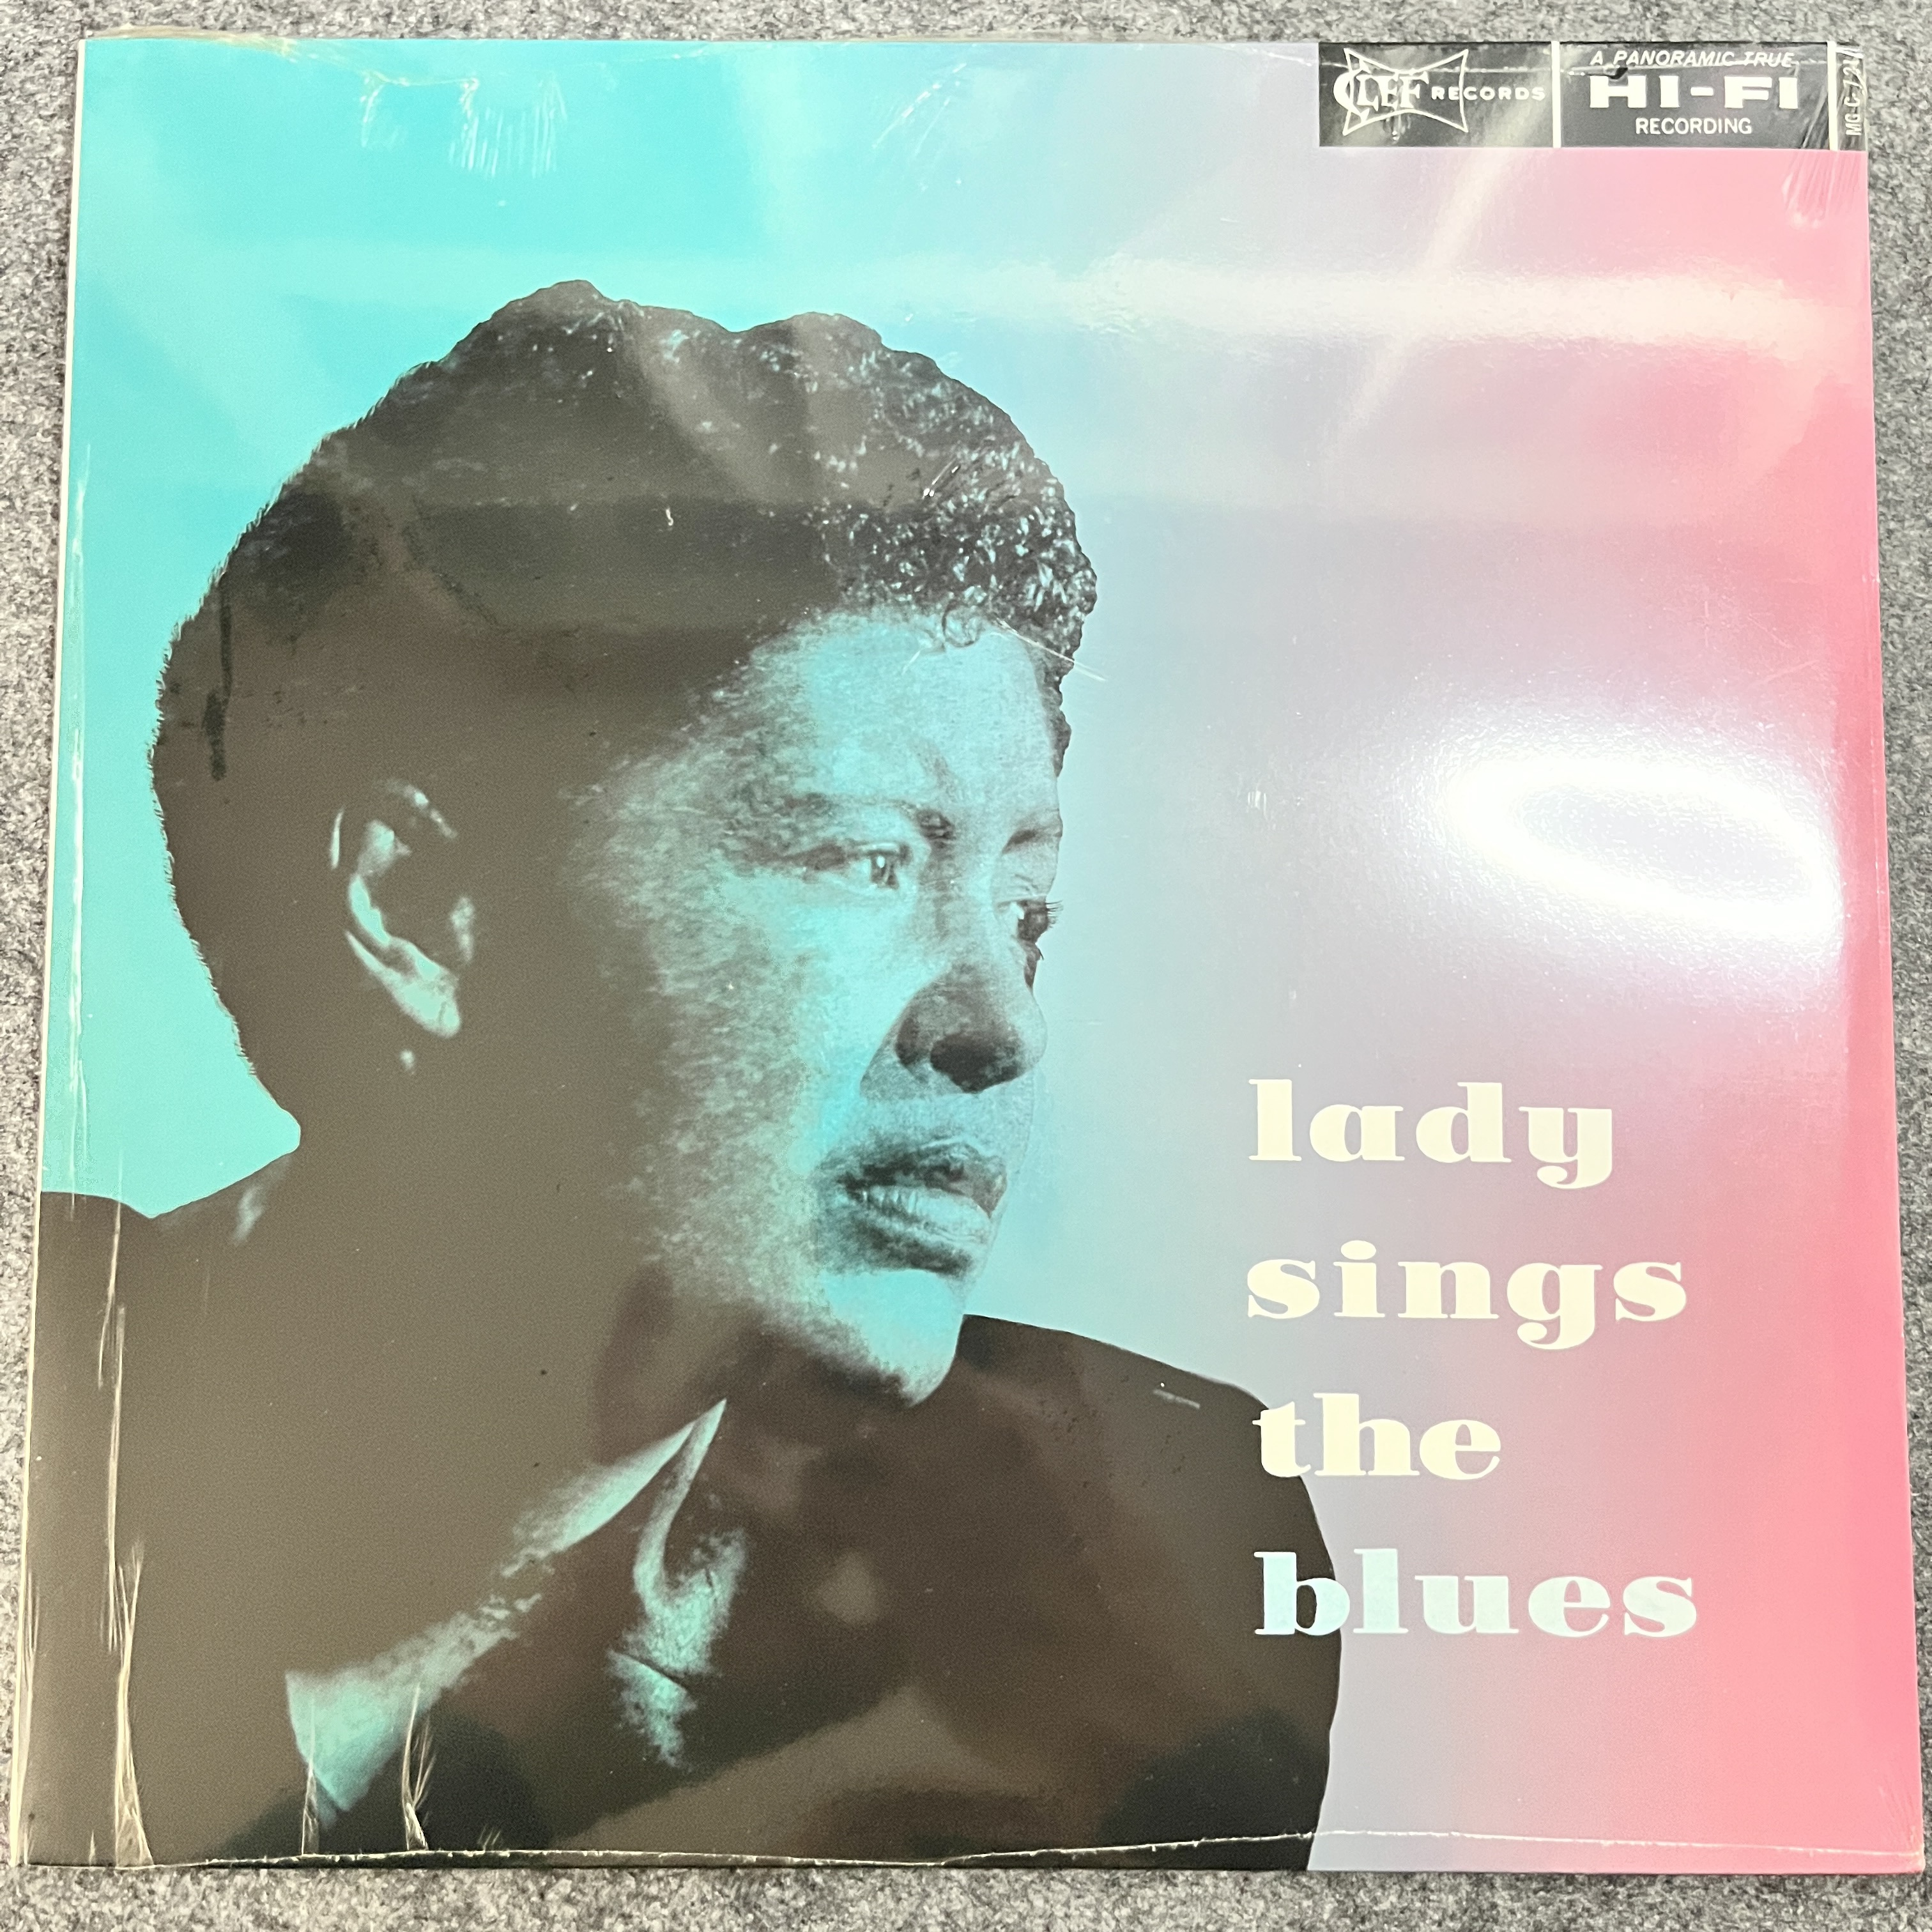 CLEF RECORDS
A PANORAMIC TRUE
HI-FI
RECORDING
lady
sings
the
blues